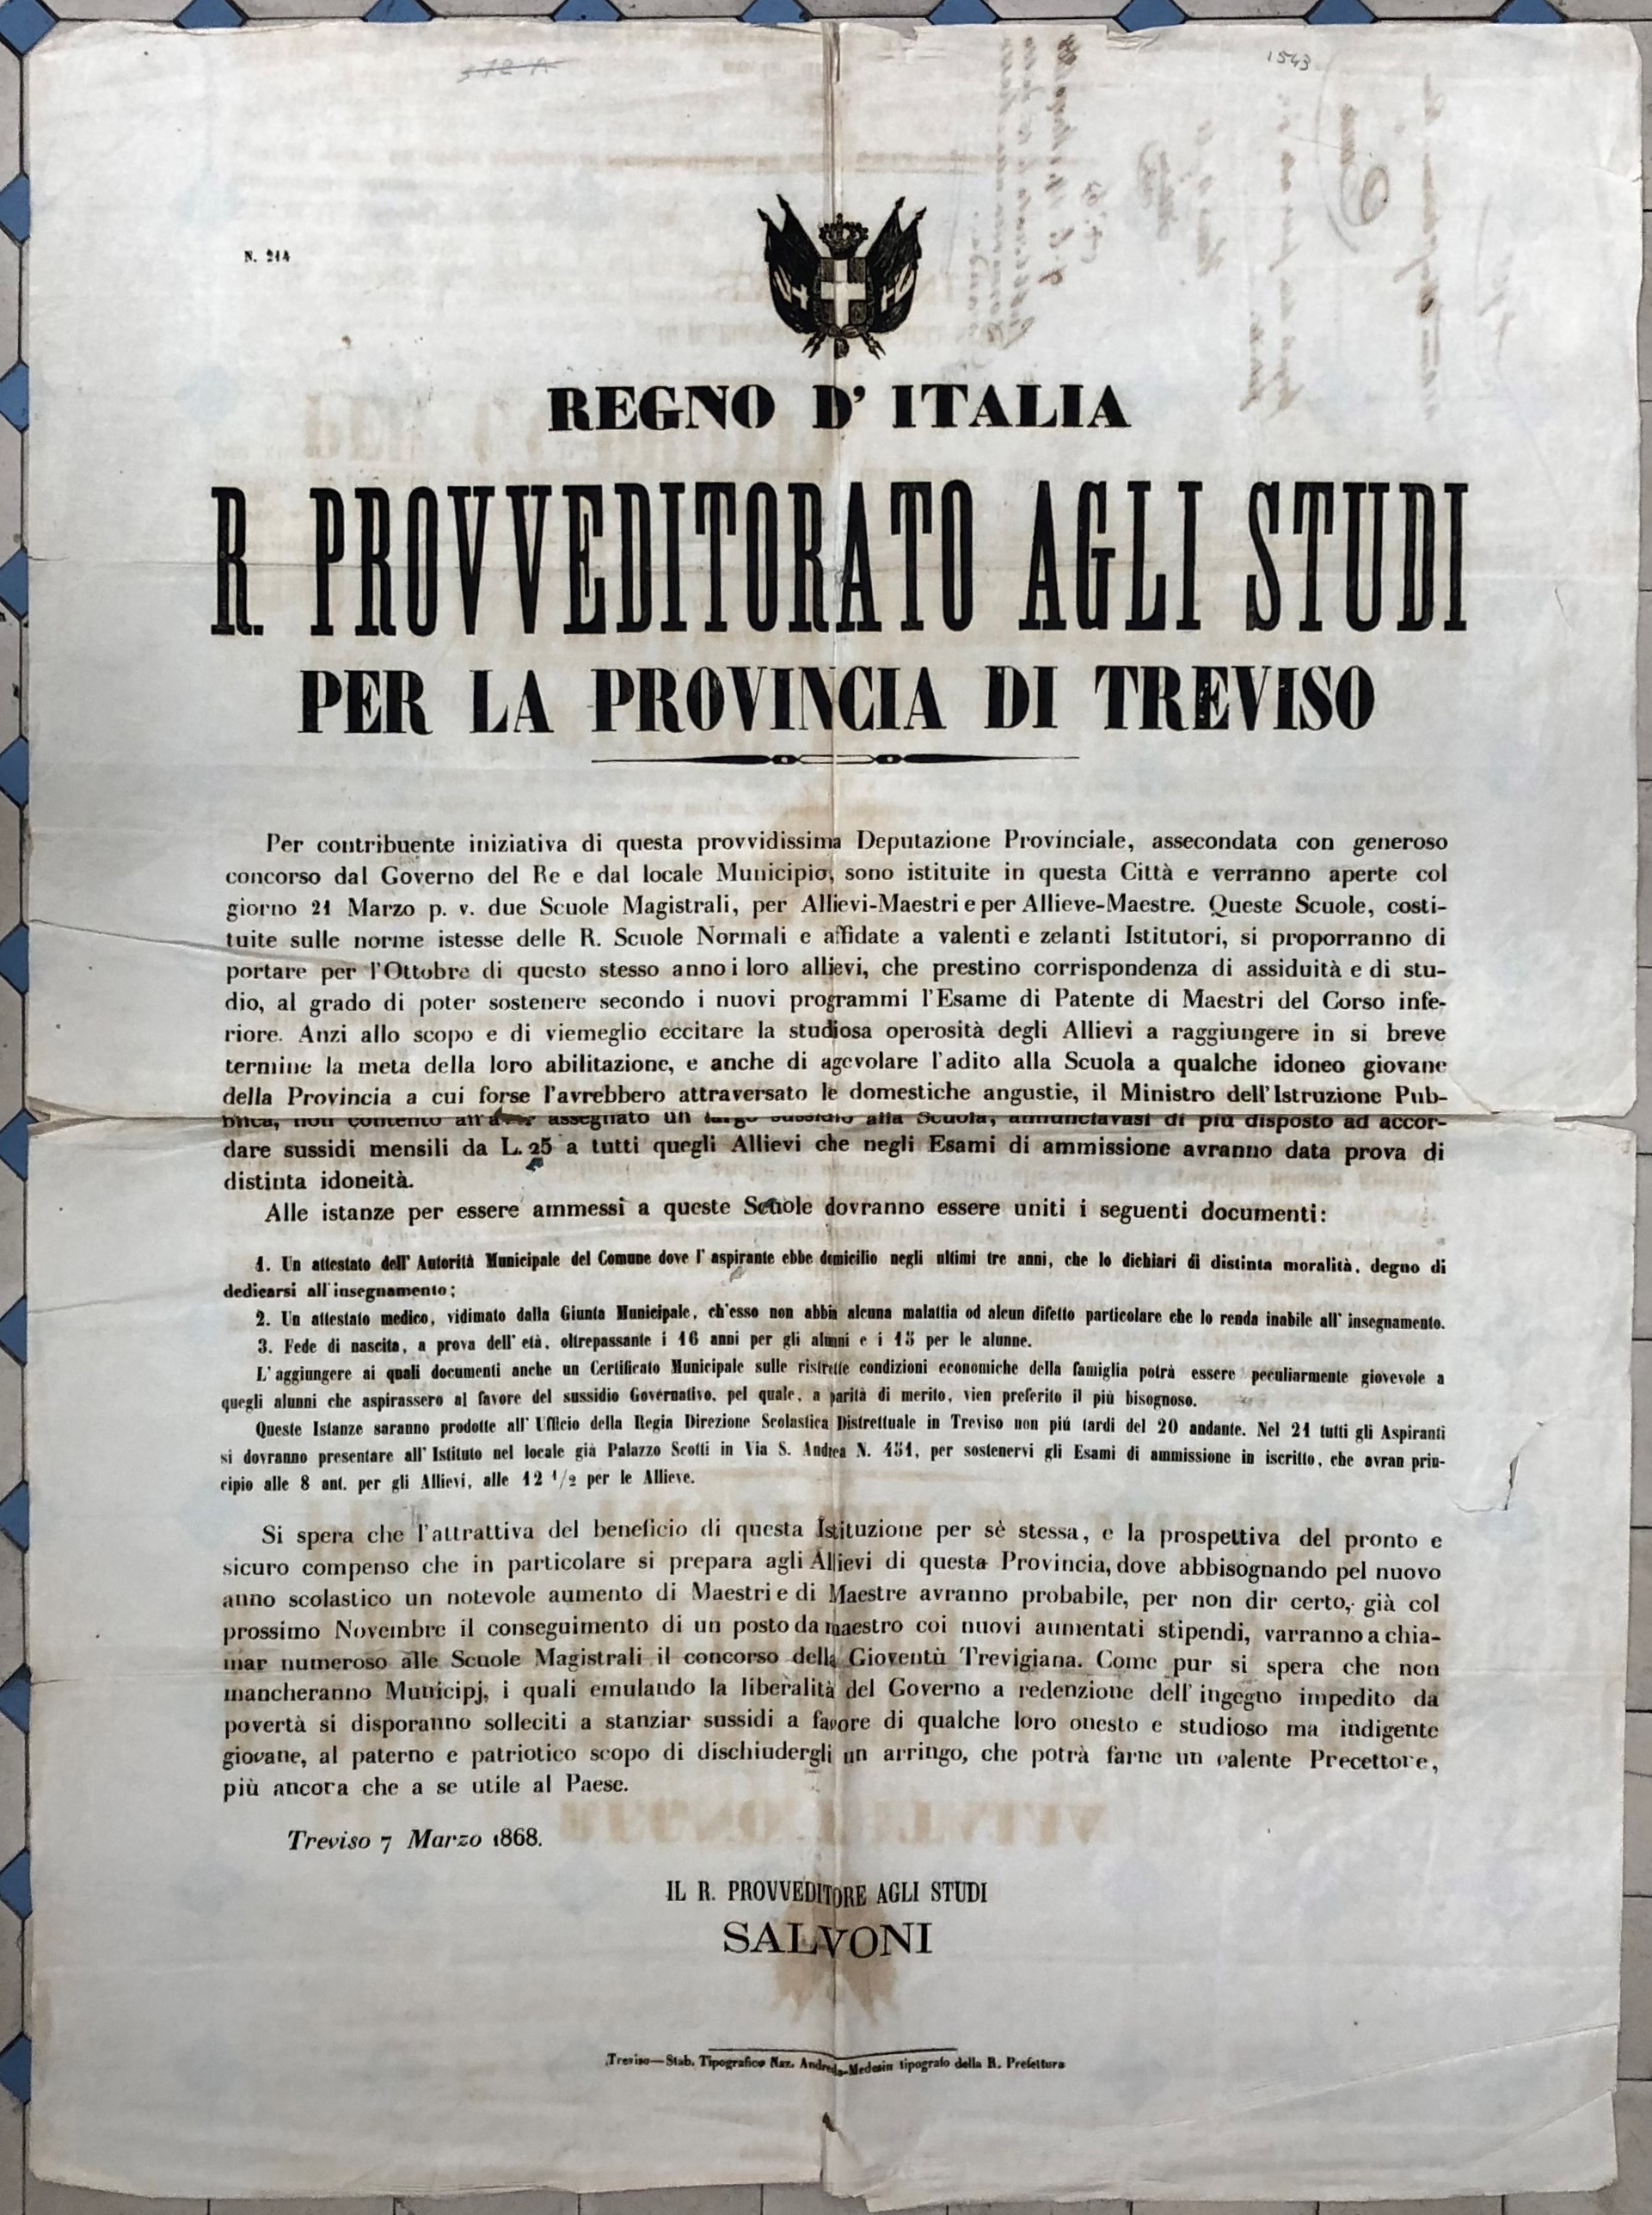 1543
N. 214
REGNO D' ITALIA
R. PROVVEDITORATO AGLI STUDI
PER LA PROVINCIA DI TREVISO
Per contribuente iniziativa di questa provvidissima Deputazione Provinciale, assecondata con generoso
concorso dal Governo del Re e dal locale Municipio, sono istituite in questa Città e verranno aperte col
giorno 21 Marzo p. v. due Scuole Magistrali, per Allievi-Maestri e per Allieve-Maestre. Queste Scuole, costi-
tuite sulle norme istesse delle R. Scuole Normali e affidate a valenti e zelanti Istitutori, si proporranno di
portare per l'Ottobre di questo stesso anno i loro allievi, che prestino corrispondenza di assiduità e di stu-
dio, al grado di poter sostenere secondo i nuovi programmi l'Esame di Patente di Maestri del Corso infe-
riore. Anzi allo scopo e di viemeglio eccitare la studiosa operosità degli Allievi a raggiungere in si breve
termine la meta della loro abilitazione, e anche di agevolare l'adito alla Scuola a qualche idoneo giovane
della Provincia a cui forse l'avrebbero attraversato le domestiche angustie, il Ministro dell'Istruzione Pub-
blica, non contento all'aver assegnato un largo sussidio alla Scuola, annunciavasi di più disposto ad accor-
dare sussidi mensili da L. 25 a tutti quegli Allievi che negli Esami di ammissione avranno data prova di
distinta idoneità.
Alle istanze per essere ammessi a queste Scuole dovranno essere uniti i seguenti documenti:
1. Un attestato dell' Autorità Municipale del Comune dove l' aspirante ebbe domicilio negli ultimi tre anni, che lo dichiari di distinta moralità, degno di
dedicarsi all'insegnamento;
2. Un attestato medico, vidimato dalla Giunta Municipale, ch'esso non abbia alcuna malattia od alcun difetto particolare che lo renda inabile all' insegnamento.
3. Fede di nascita, a prova dell' età, oltrepassante i 16 anni per gli alunni e i 15 per le alunne.
L' aggiungere ai quali documenti anche un Certificato Municipale sulle ristrette condizioni economiche della famiglia potrà essere peculiarmente giovevole a
quegli alunni che aspirassero al favore del sussidio Governativo, pel quale, a parità di merito, vien preferito il più bisognoso.
Queste Istanze saranno prodotte all' Ufficio della Regia Direzione Scolastica Distrettuale in Treviso non piú tardi del 20 andante. Nel 21 tutti gli Aspiranti
si dovranno presentare all' Istituto nel locale già Palazzo Scotti in Via S. Andrea N. 451, per sostenervi gli Esami di ammissione in iscritto, che avran prin-
cipio alle 8 ant. per gli Allievi, alle 12 1/2 per le Allieve.
Si spera che l'attrattiva del beneficio di questa Istituzione per sè stessa, e la prospettiva del pronto e
sicuro compenso che in particolare si prepara agli Allievi di questa Provincia, dove abbisognando pel nuovo
anno scolastico un notevole aumento di Maestri e di Maestre avranno probabile, per non dir certo, già col
prossimo Novembre il conseguimento di un posto da maestro coi nuovi aumentati stipendi, varranno a chia-
mar numeroso alle Scuole Magistrali il concorso della Gioventù Trevigiana. Come pur si spera che non
mancheranno Municipj, i quali emulando la liberalità del Governo a redenzione dell'ingegno impedito da
povertà si disporanno solleciti a stanziar sussidi a favore di qualche loro onesto e studioso ma indigente
giovane, al paterno e patriotico scopo di dischiudergli un arringo, che potrà farne un valente Precettore,
più ancora che a se utile al Paese.
Treviso 7 Marzo 1868.
IL R. PROVVEDITORE AGLI STUDI
SALVONI
Treviso—Stab. Tipografico Naz. Andreola-Medesin tipografo della R. Prefettura